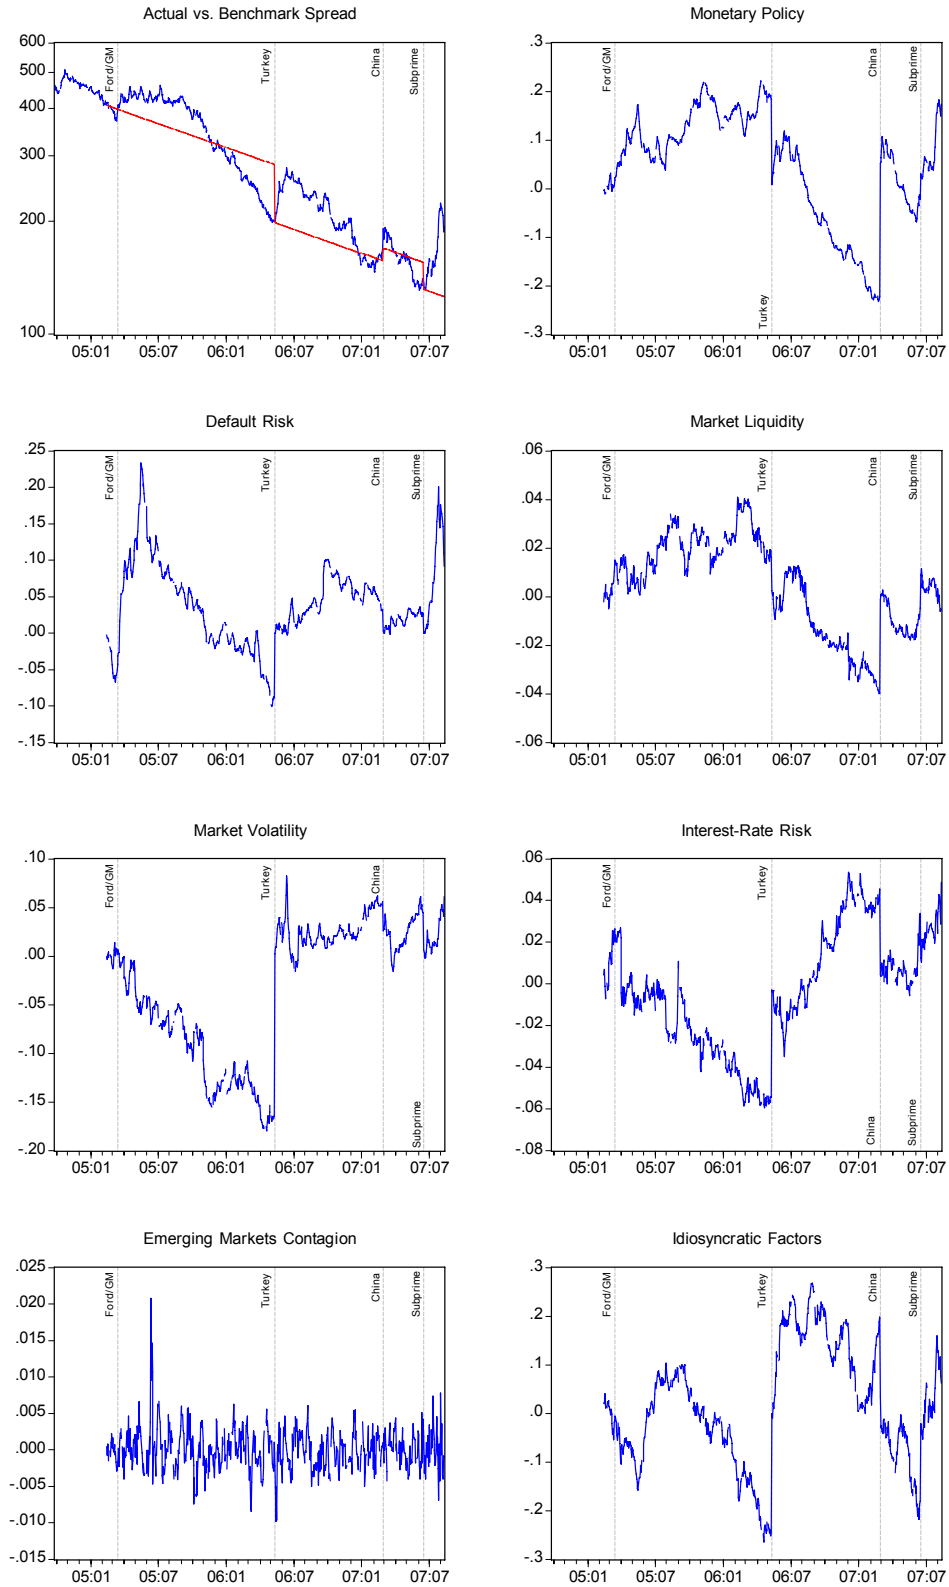 Actual vs. Benchmark Spread
600
500
400
300
200
100
Ford/GM
Turkey
China
Subprime
05:01 05:07 06:01 06:07 07:01 07:07
Monetary Policy
.3
.2
.1
.0
-.1
-.2
-.3
Turkey
China
Subprime
05:01 05:07 06:01 06:07 07:01 07:07
Default Risk
.25
.20
.15
.10
.05
.00
-.05
-.10
-.15
Ford/GM
Turkey
China
Subprime
05:01 05:07 06:01 06:07 07:01 07:07
Market Liquidity
.06
.04
.02
.00
-.02
-.04
-.06
Ford/GM
Turkey
China
Subprime
05:01 05:07 06:01 06:07 07:01 07:07
Market Volatility
.10
.05
.00
-.05
-.10
-.15
-.20
Ford/GM
Turkey
China
Subprime
05:01 05:07 06:01 06:07 07:01 07:07
Interest-Rate Risk
.06
.04
.02
.00
-.02
-.04
-.06
-.08
Ford/GM
Turkey
China
Subprime
05:01 05:07 06:01 06:07 07:01 07:07
Emerging Markets Contagion
.025
.020
.015
.010
.005
.000
-.005
-.010
-.015
Ford/GM
Turkey
China
Subprime
05:01 05:07 06:01 06:07 07:01 07:07
Idiosyncratic Factors
.3
.2
.1
.0
-.1
-.2
-.3
Ford/GM
Turkey
China
Subprime
05:01 05:07 06:01 06:07 07:01 07:07